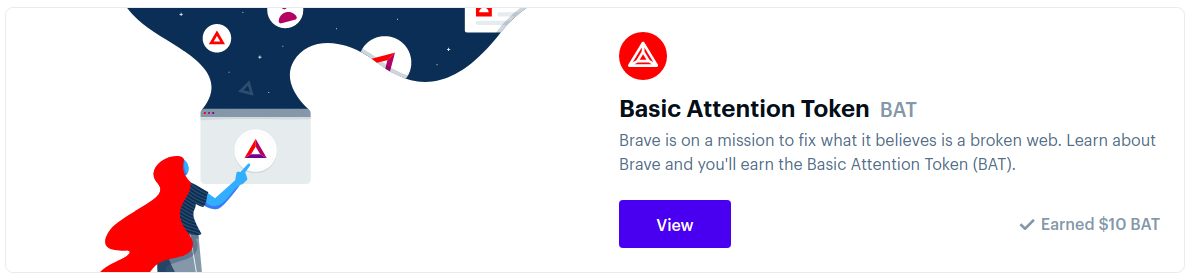 Basic Attention Token BAT
Brave is on a mission to fix what it believes is a broken web. Learn about
Brave and you'll earn the Basic Attention Token (BAT).
View
Earned $10 BAT